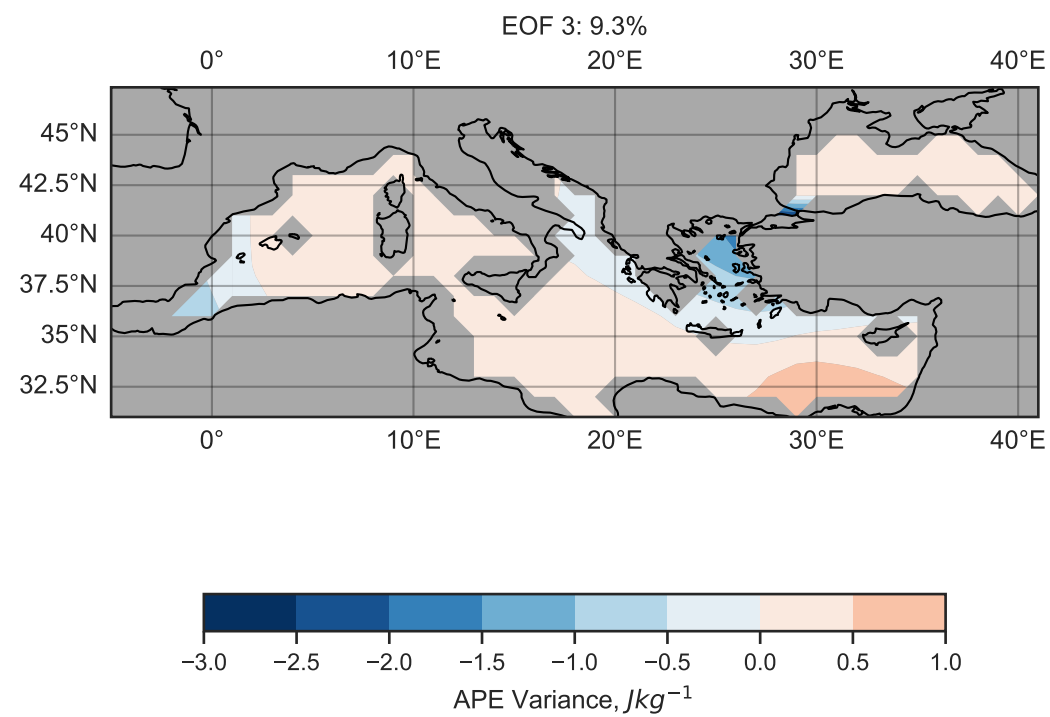 EOF 3: 9.3%
0° 10°E 20°E 30°E 40°E
45°N
42.5°N
40°N
37.5°N
35°N
32.5°N
0° 10°E 20°E 30°E 40°E
−3.0 −2.5 −2.0 −1.5 −1.0 −0.5 0.0 0.5 1.0
APE Variance, Jkg⁻¹